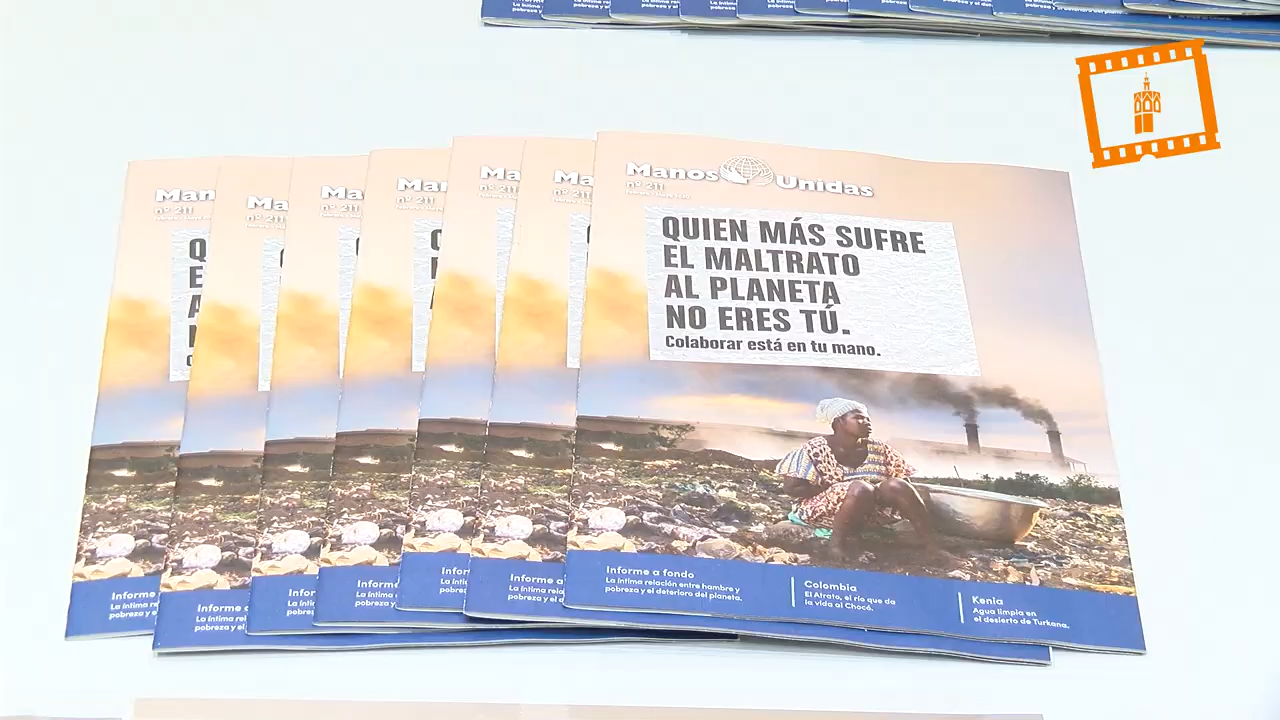 Manos Unidas
nº 211
QUIEN MÁS SUFRE
EL MALTRATO
AL PLANETA
NO ERES TÚ.
Colaborar está en tu mano.
Informe a fondo
La íntima relación entre hambre y
pobreza y el deterioro del planeta.
Colombia
El Atrato, el río que da
la vida al Chocó.
Kenia
Agua limpia en
el desierto de Turkana.